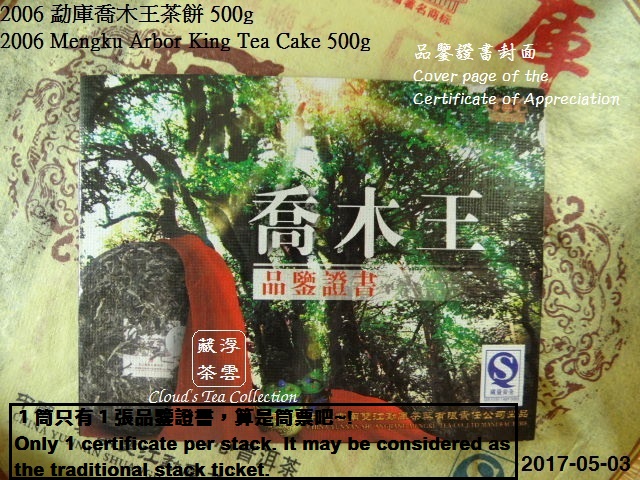 2006 勐庫喬木王茶餅 500g
2006 Mengku Arbor King Tea Cake 500g
品鑒證書封面
Cover page of the
Certificate of Appreciation
庫
喬木王
品鑒證書
藏浮
茶雲
Cloud's Tea Collection
1筒只有1張品鑒證書，算是筒票吧~
Only 1 certificate per stack. It may be considered as
the traditional stack ticket.
2017-05-03